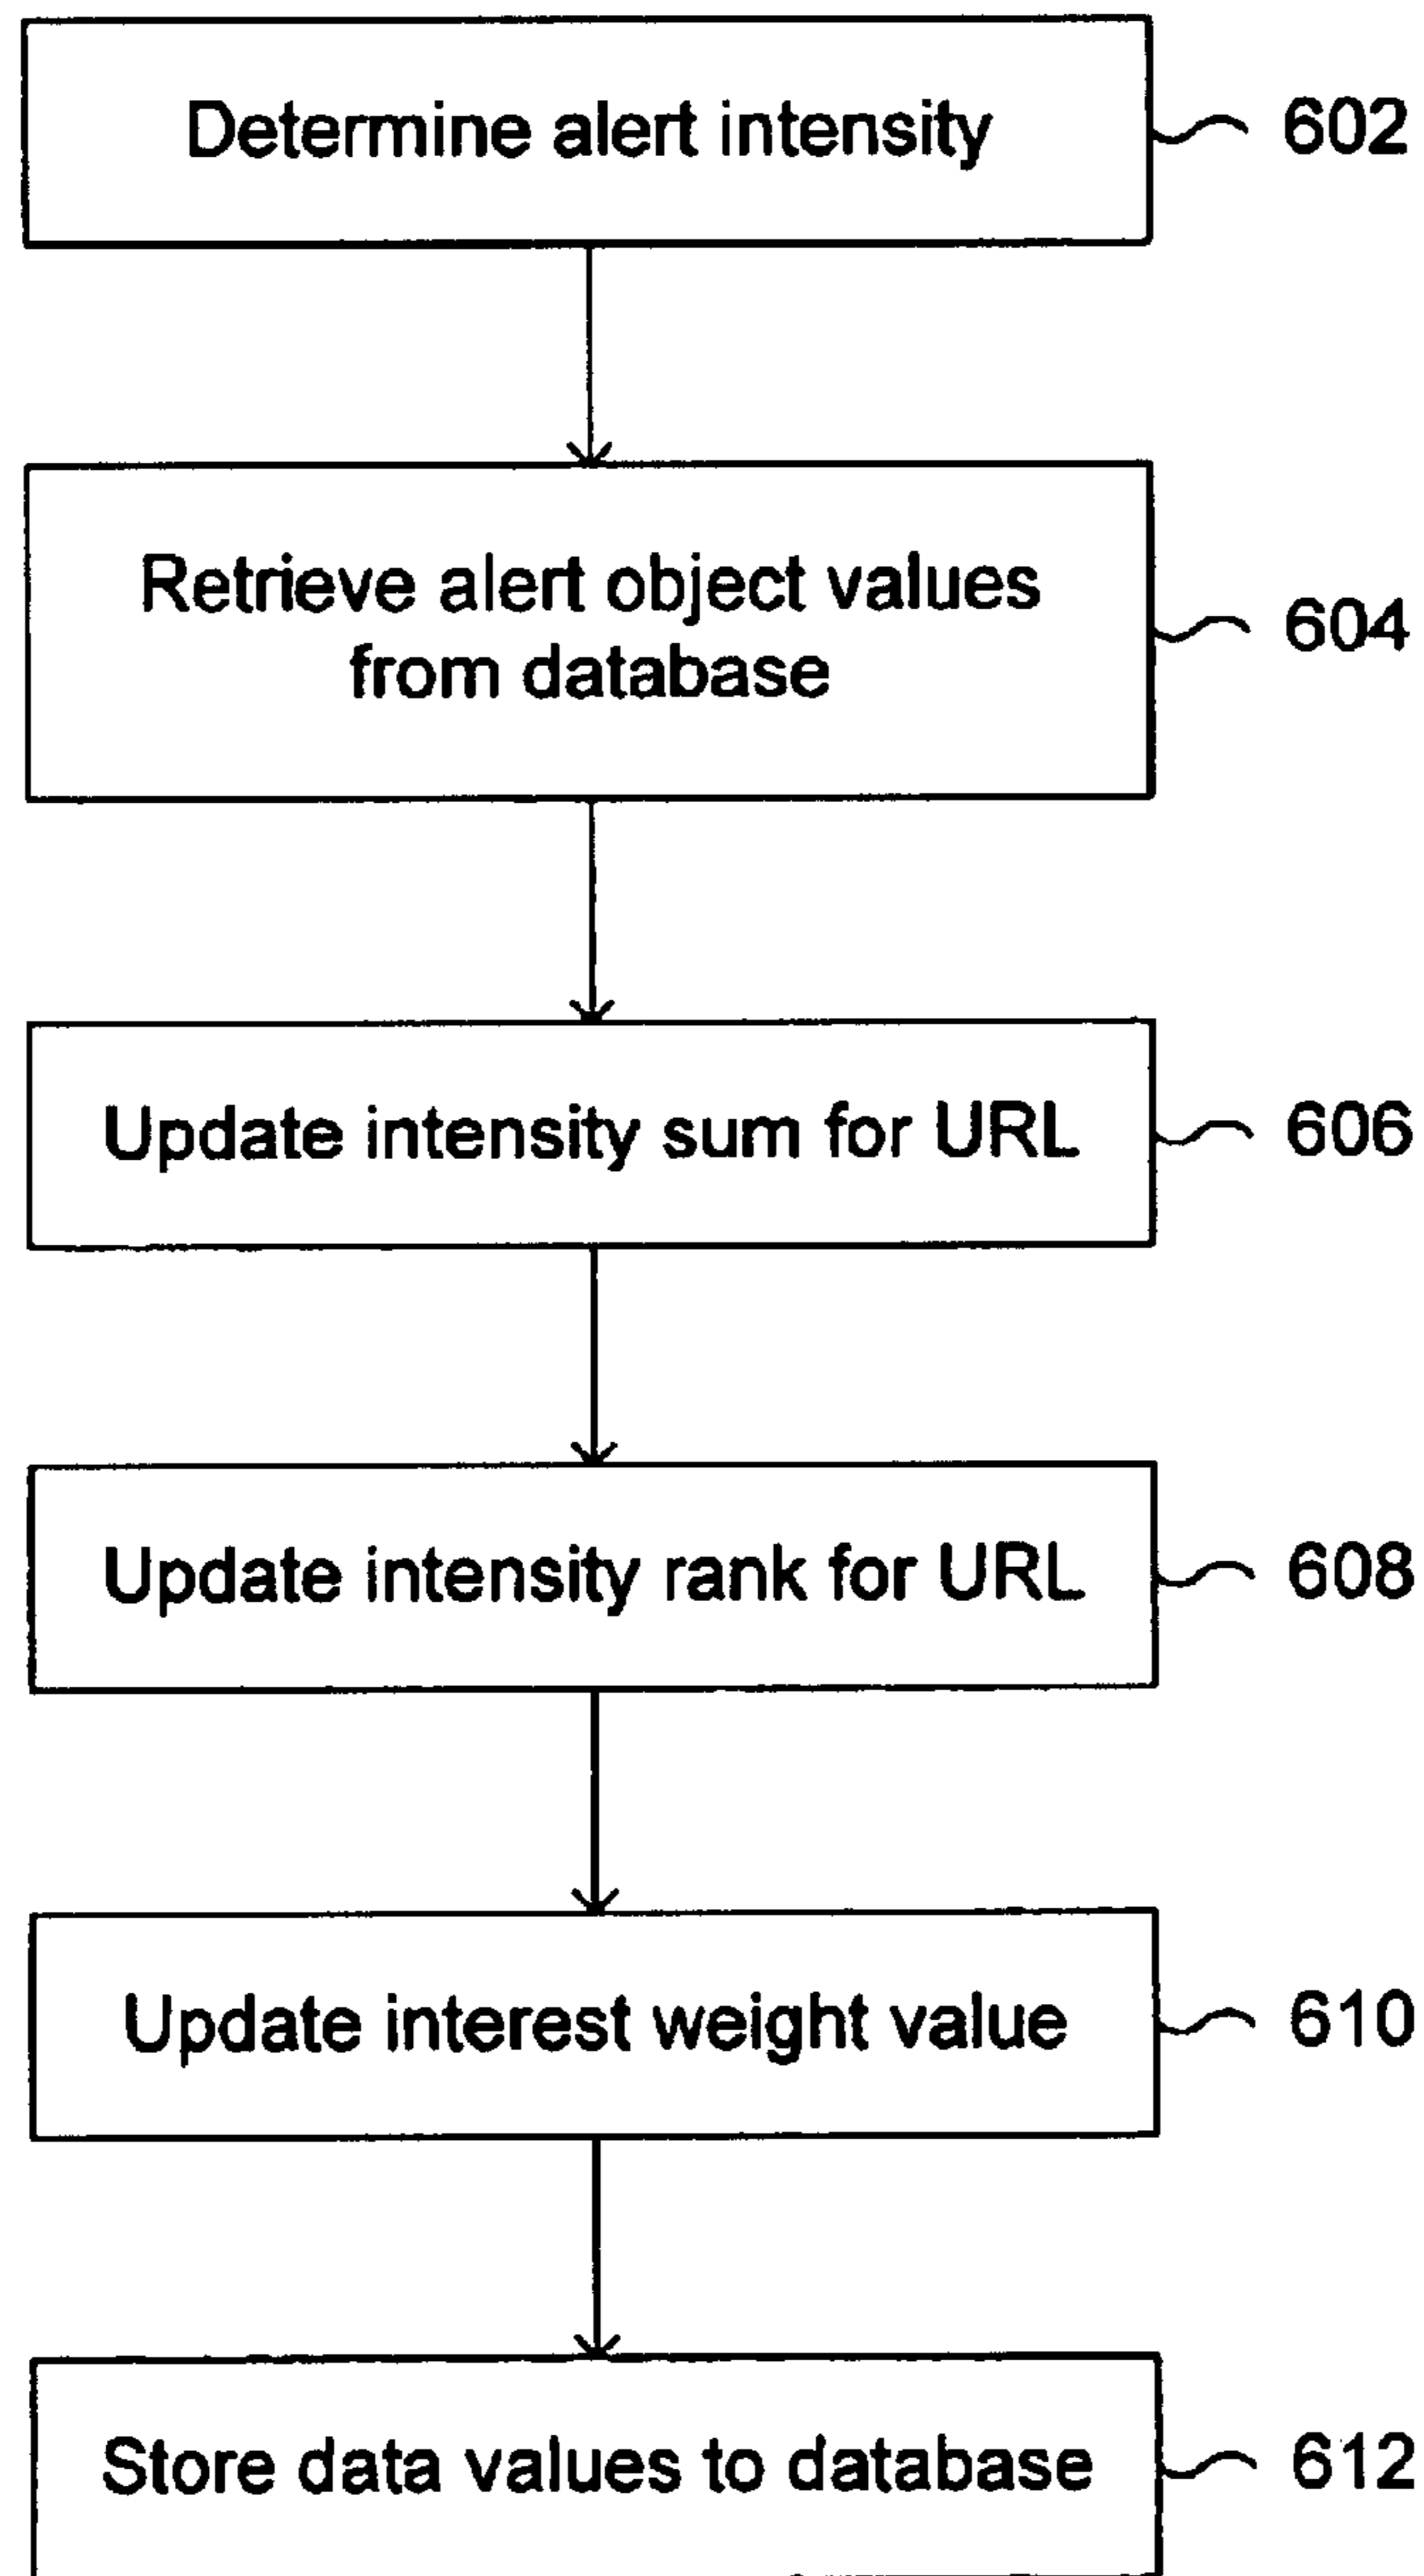 Determine alert intensity
602
Retrieve alert object values
from database
604
Update intensity sum for URL
606
Update intensity rank for URL
608
Update interest weight value
610
Store data values to database
612